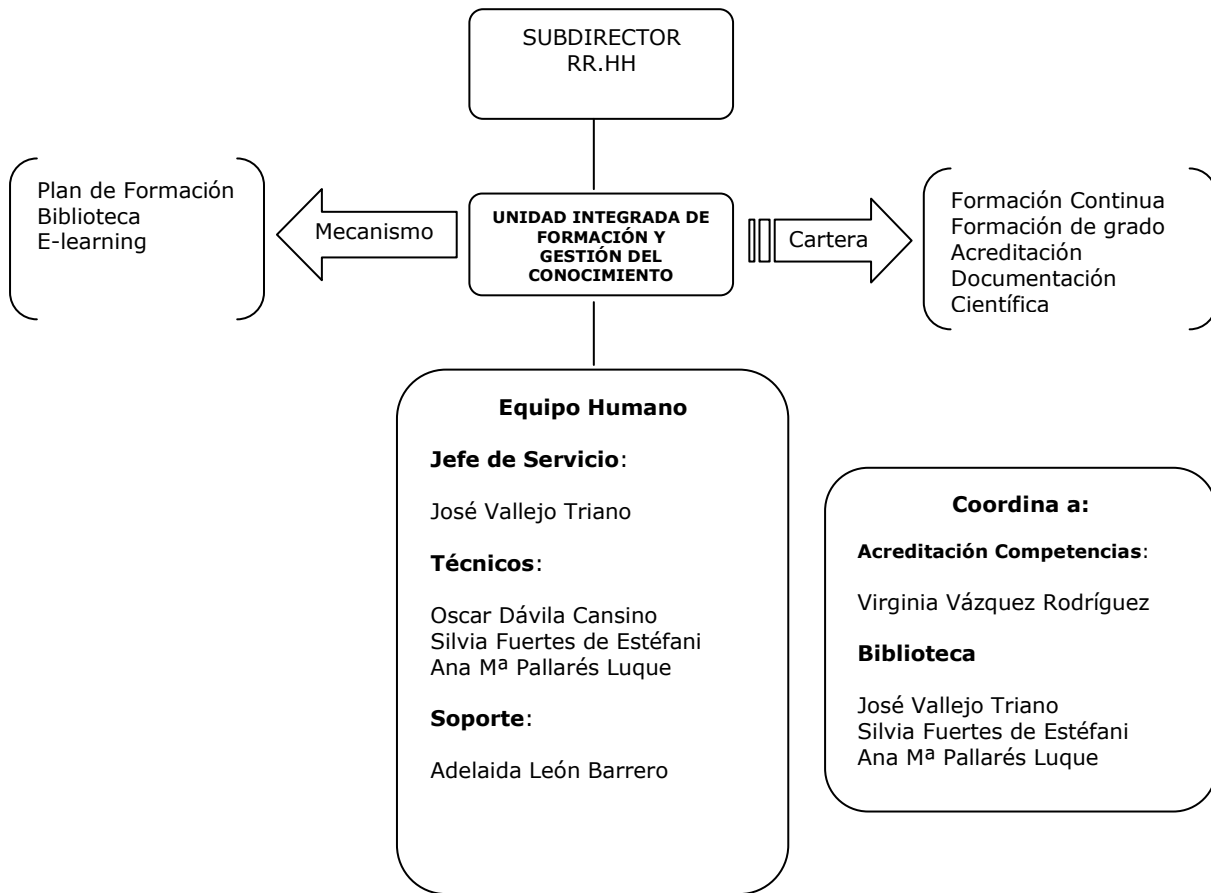 SUBDIRECTOR
RR.HH
Plan de Formación
Biblioteca
E-learning
Mecanismo
UNIDAD INTEGRADA DE
FORMACIÓN Y
GESTIÓN DEL
CONOCIMIENTO
Cartera
Formación Continua
Formación de grado
Acreditación
Documentación
Científica
Equipo Humano
Jefe de Servicio:
José Vallejo Triano
Técnicos:
Oscar Dávila Cansino
Silvia Fuertes de Estéfani
Ana Mª Pallarés Luque
Soporte:
Adelaida León Barrero
Coordina a:
Acreditación Competencias:
Virginia Vázquez Rodríguez
Biblioteca
José Vallejo Triano
Silvia Fuertes de Estéfani
Ana Mª Pallarés Luque